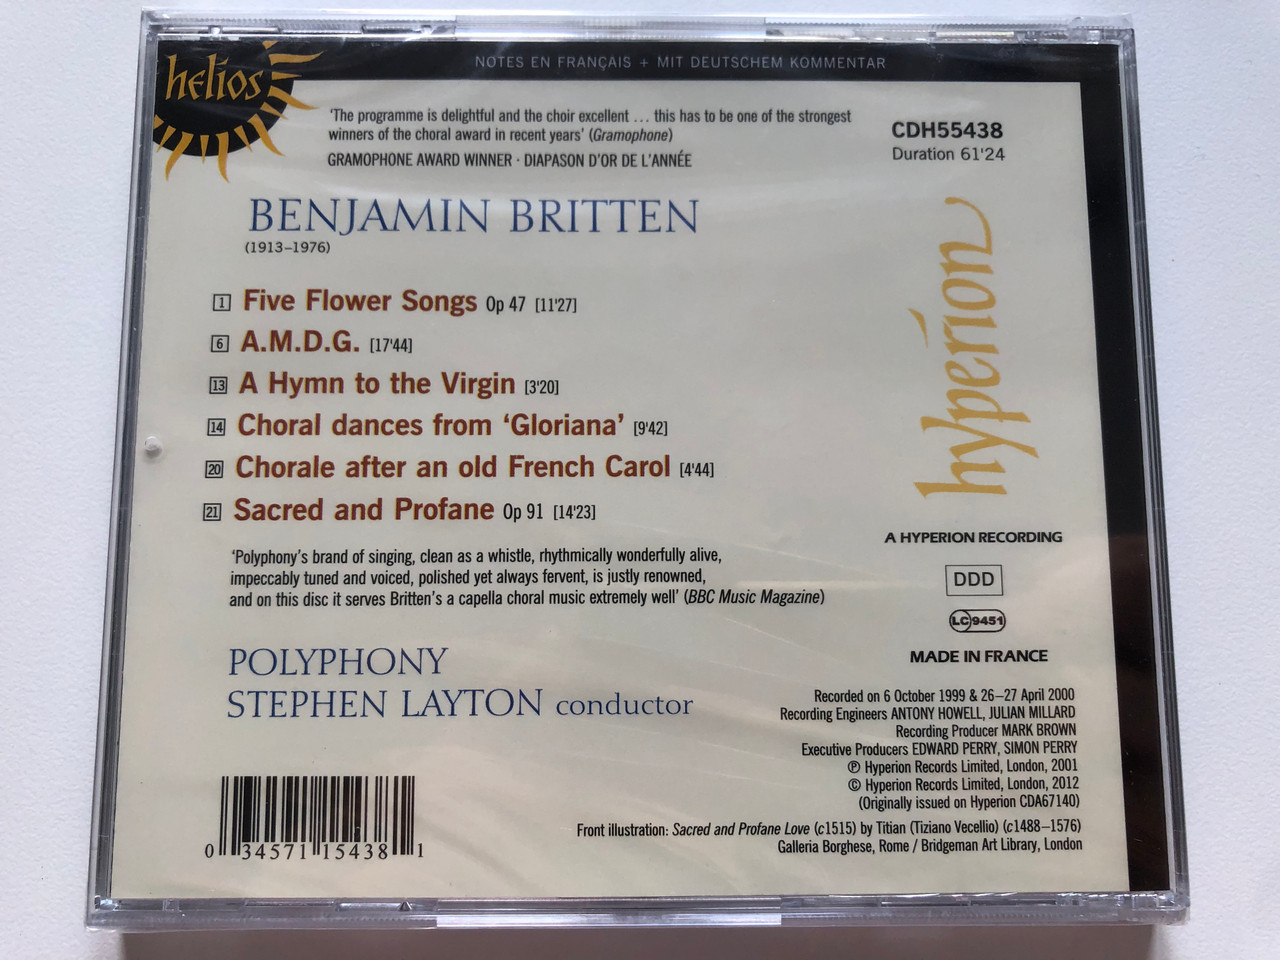 helios
NOTES EN FRANÇAIS + MIT DEUTSCHEM KOMMENTAR
'The programme is delightful and the choir excellent … this has to be one of the strongest
winners of the choral award in recent years' (Gramophone)
GRAMOPHONE AWARD WINNER · DIAPASON D'OR DE L'ANNÉE
CDH55438
Duration 61'24
BENJAMIN BRITTEN
(1913–1976)
1 Five Flower Songs Op 47 [11'27]
6 A.M.D.G. [17'44]
13 A Hymn to the Virgin [3'20]
14 Choral dances from 'Gloriana' [9'42]
20 Chorale after an old French Carol [4'44]
21 Sacred and Profane Op 91 [14'23]
'Polyphony's brand of singing, clean as a whistle, rhythmically wonderfully alive,
impeccably tuned and voiced, polished yet always fervent, is justly renowned,
and on this disc it serves Britten's a capella choral music extremely well' (BBC Music Magazine)
POLYPHONY
STEPHEN LAYTON conductor
hyperion
A HYPERION RECORDING
DDD
LC 9451
MADE IN FRANCE
Recorded on 6 October 1999 & 26–27 April 2000
Recording Engineers ANTONY HOWELL, JULIAN MILLARD
Recording Producer MARK BROWN
Executive Producers EDWARD PERRY, SIMON PERRY
℗ Hyperion Records Limited, London, 2001
© Hyperion Records Limited, London, 2012
(Originally issued on Hyperion CDA67140)
Front illustration: Sacred and Profane Love (c1515) by Titian (Tiziano Vecellio) (c1488–1576)
Galleria Borghese, Rome / Bridgeman Art Library, London
0 34571 15438 1